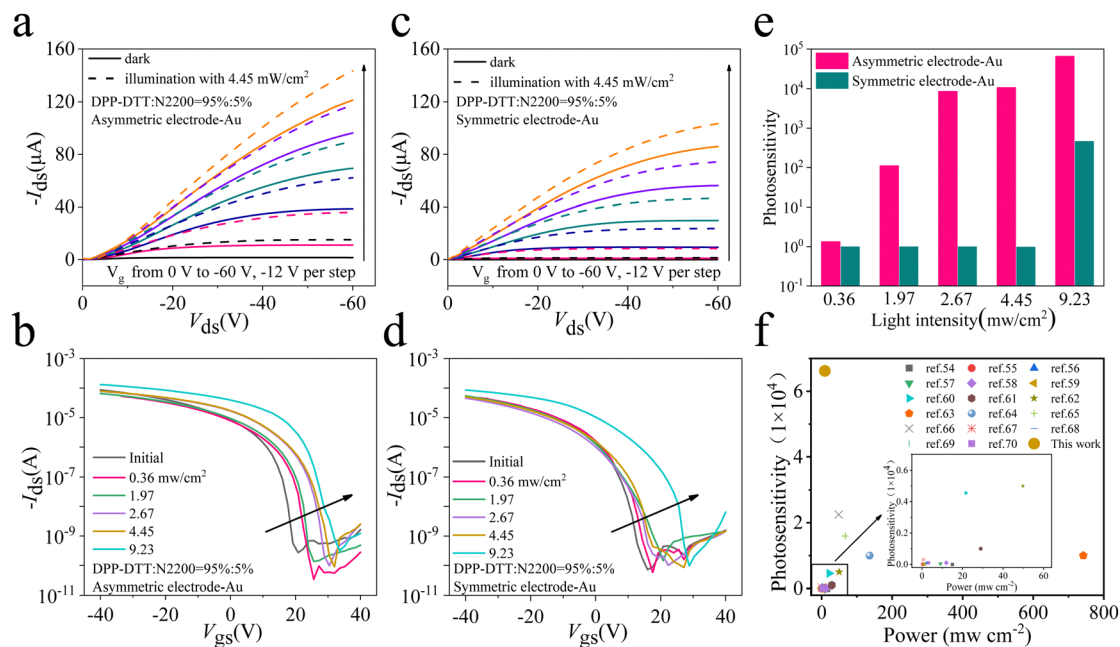 a
160
120
80
40
0
-Ids(μA)
dark
illumination with 4.45 mW/cm2
DPP-DTT:N2200=95%:5%
Asymmetric electrode-Au
Vg from 0 V to -60 V, -12 V per step
0
-20
-40
-60
Vds(V)
c
160
120
80
40
0
-Ids(μA)
dark
illumination with 4.45 mW/cm2
DPP-DTT:N2200=95%:5%
Symmetric electrode-Au
Vg from 0 V to -60 V, -12 V per step
0
-20
-40
-60
Vds(V)
e
105
104
103
102
101
100
10-1
Photosensitivity
Asymmetric electrode-Au
Symmetric electrode-Au
0.36
1.97
2.67
4.45
9.23
Light intensity(mw/cm2)
b
10-3
10-5
10-7
10-9
10-11
-Ids(A)
Initial
0.36 mw/cm2
1.97
2.67
4.45
9.23
DPP-DTT:N2200=95%:5%
Asymmetric electrode-Au
-40
-20
0
20
40
Vgs(V)
d
10-3
10-5
10-7
10-9
10-11
-Ids(A)
Initial
0.36 mw/cm2
1.97
2.67
4.45
9.23
DPP-DTT:N2200=95%:5%
Symmetric electrode-Au
-40
-20
0
20
40
Vgs(V)
f
6
4
2
0
Photosensitivity (1×104)
ref.54 ref.55 ref.56
ref.57 ref.58 ref.59
ref.60 ref.61 ref.62
ref.63 ref.64 ref.65
ref.66 ref.67 ref.68
ref.69 ref.70 This work
0.6
0.4
0.2
0.0
Photosensitivity (1×104)
0 20 40 60
Power (mw cm-2)
0 200 400 600 800
Power (mw cm-2)